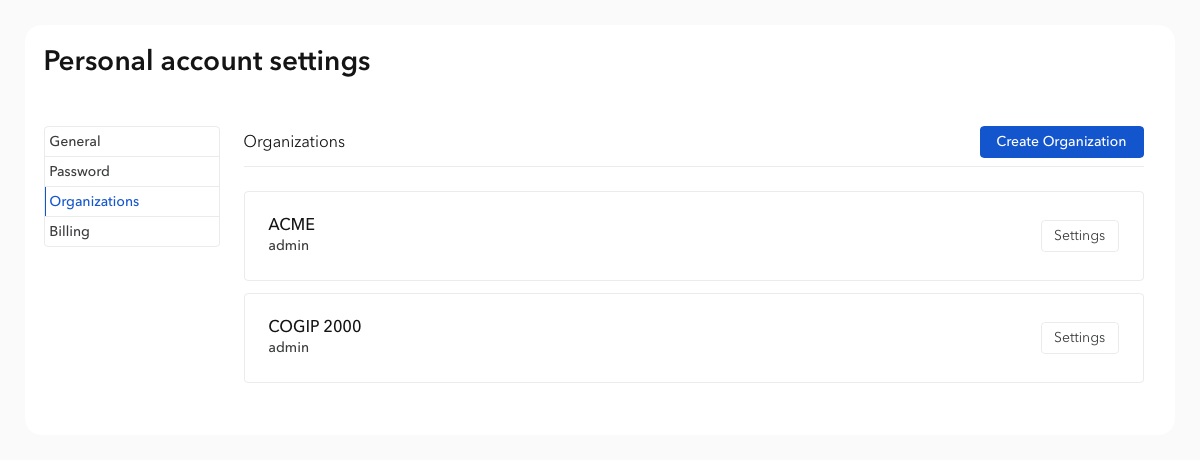 Personal account settings
General
Password
Organizations
Billing
Organizations
Create Organization
ACME
admin
Settings
COGIP 2000
admin
Settings